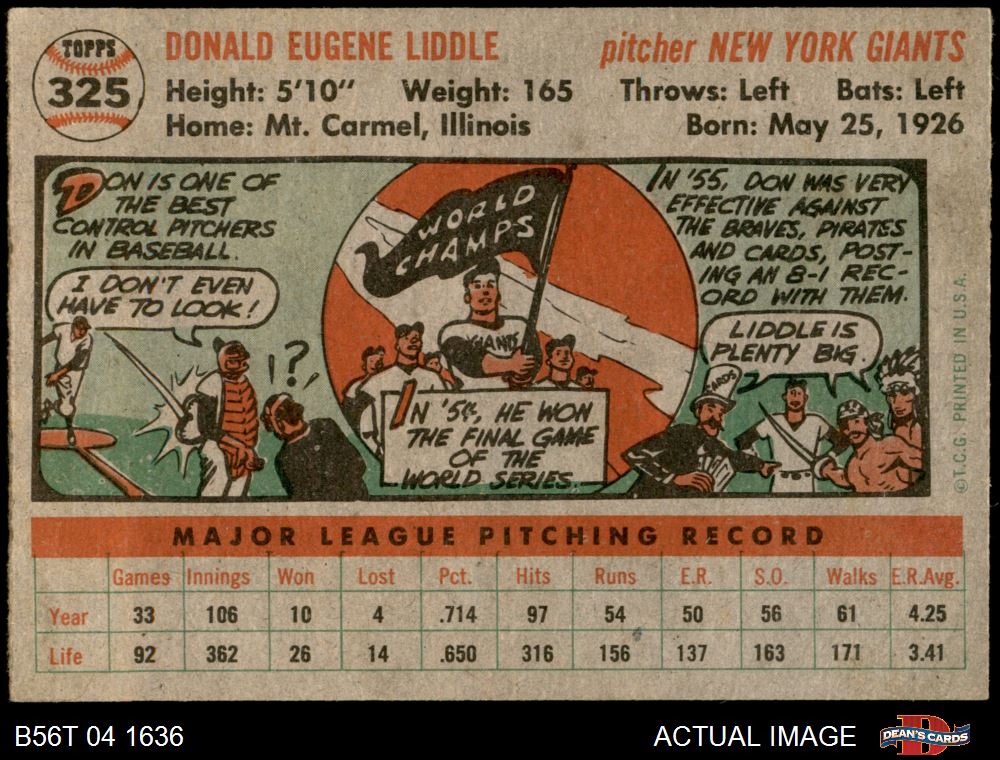 TOPPS
325
DONALD EUGENE LIDDLE
pitcher NEW YORK GIANTS
Height: 5'10" Weight: 165 Throws: Left Bats: Left
Home: Mt. Carmel, Illinois Born: May 25, 1926
DON IS ONE OF
THE BEST
CONTROL PITCHERS
IN BASEBALL.
I DON'T EVEN
HAVE TO LOOK!
!?
WORLD
CHAMPS
GIANTS
IN '54, HE WON
THE FINAL GAME
OF THE
WORLD SERIES.
IN '55, DON WAS VERY
EFFECTIVE AGAINST
THE BRAVES, PIRATES
AND CARDS, POST-
ING AN 8-1 REC-
ORD WITH THEM.
LIDDLE IS
PLENTY BIG.
CARDS
© T.C.G. PRINTED IN U.S.A.
MAJOR LEAGUE PITCHING RECORD
Games Innings Won Lost Pct. Hits Runs E.R. S.O. Walks E.R.Avg.
Year 33 106 10 4 .714 97 54 50 56 61 4.25
Life 92 362 26 14 .650 316 156 137 163 171 3.41
B56T 04 1636
ACTUAL IMAGE
D
DEAN'S CARDS